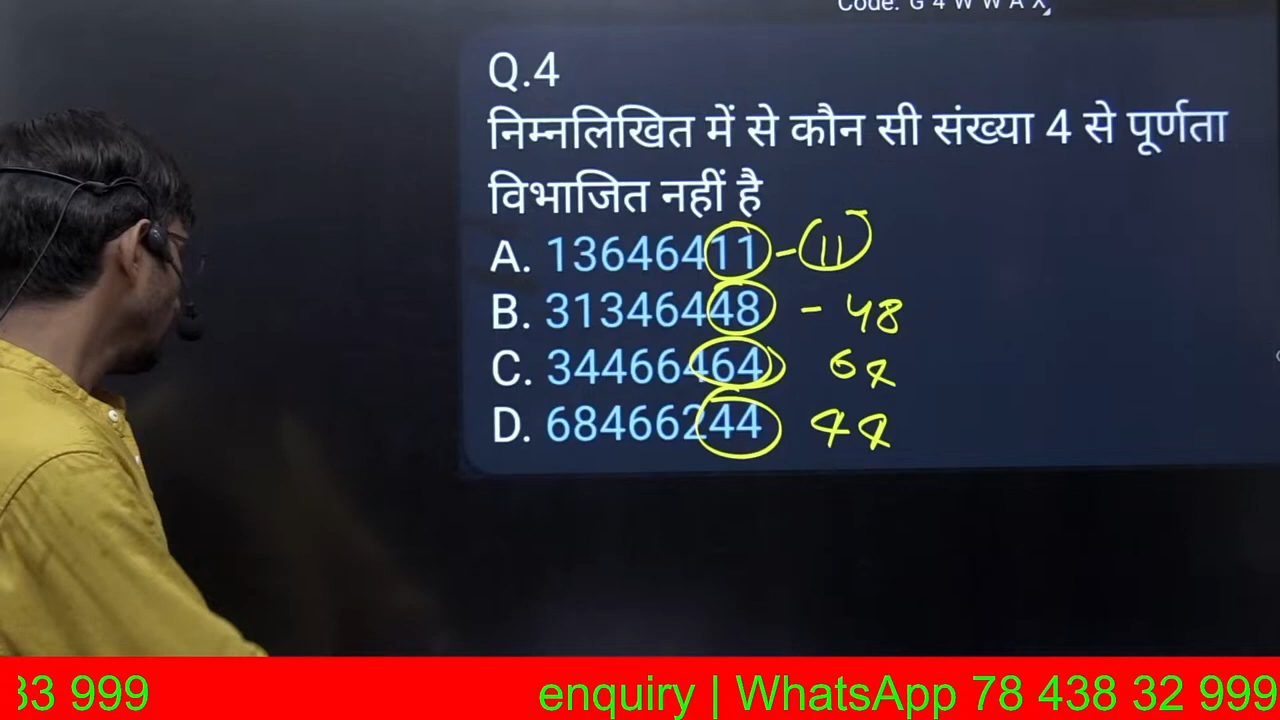 Code: G 4 W W A X
Q.4
निम्नलिखित में से कौन सी संख्या 4 से पूर्णता
विभाजित नहीं है
A. 13646411 - 11
B. 31346448 - 48
C. 34466464 64
D. 68466244 44
33 999 enquiry | WhatsApp 78 438 32 999